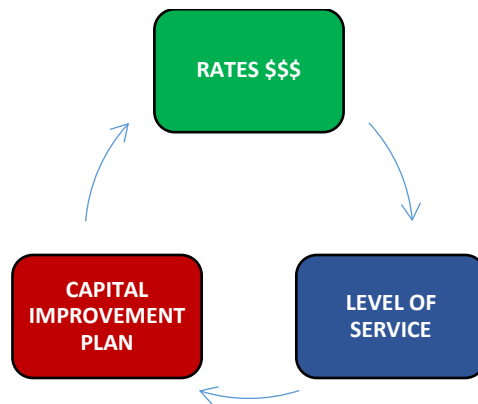 RATES $$$
LEVEL OF
SERVICE
CAPITAL
IMPROVEMENT
PLAN